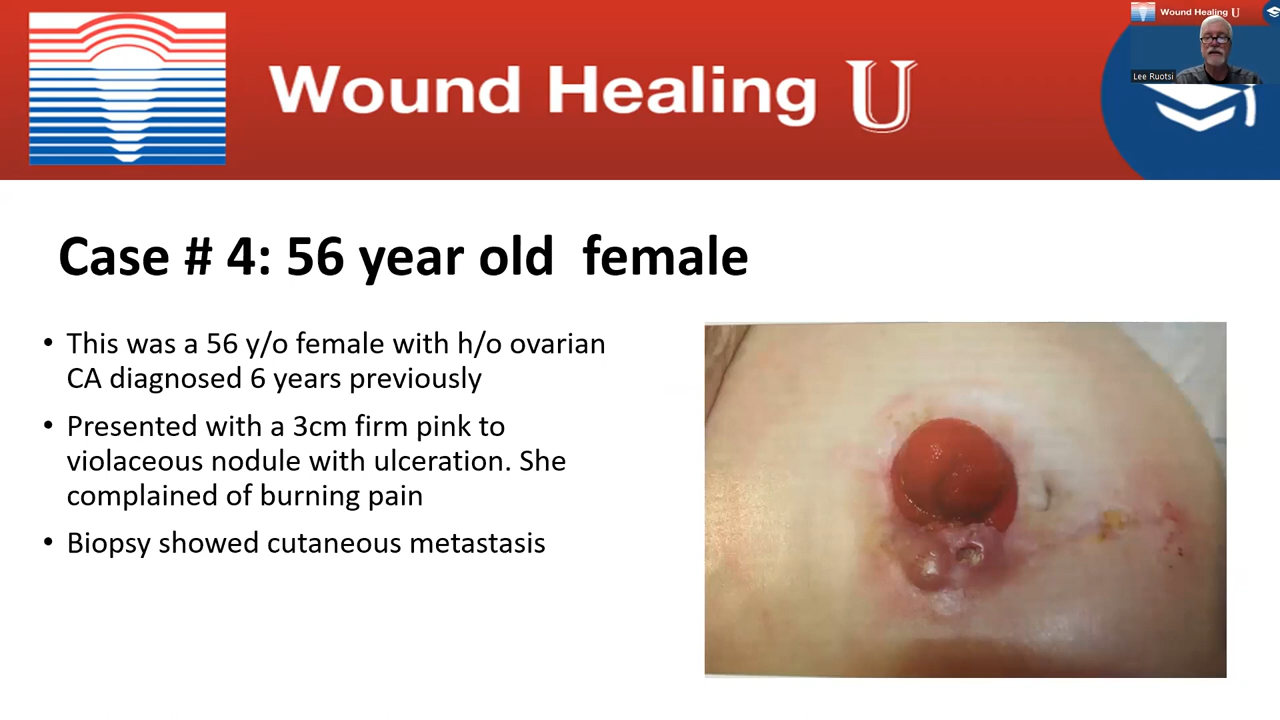 Wound Healing U
Wound Healing U
Lee Ruotsi
Case # 4: 56 year old  female
• This was a 56 y/o female with h/o ovarian
CA diagnosed 6 years previously
• Presented with a 3cm firm pink to
violaceous nodule with ulceration. She
complained of burning pain
• Biopsy showed cutaneous metastasis